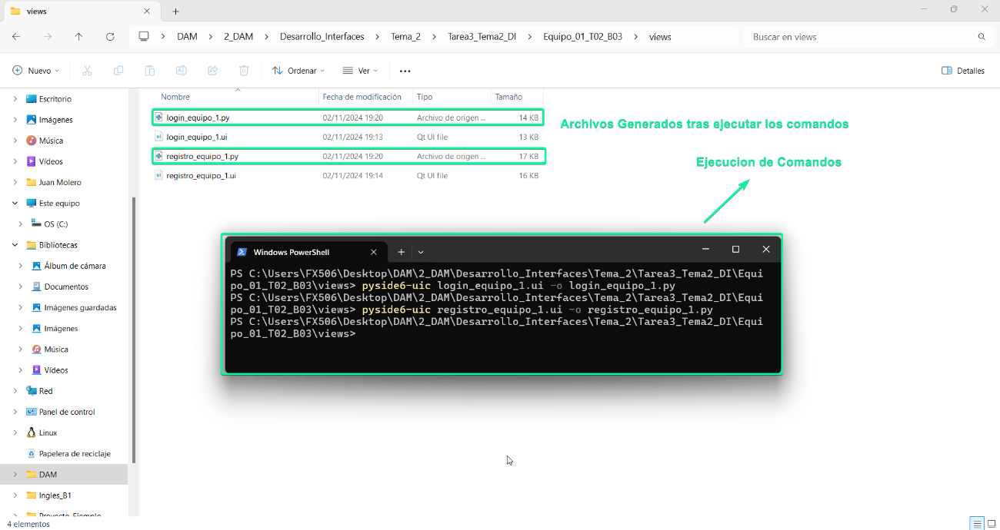 views
DAM > 2_DAM > Desarrollo_Interfaces > Tema_2 > Tarea3_Tema2_DI > Equipo_01_T02_B03 > views
Buscar en views
Nuevo
Ordenar
Ver
Detalles
Nombre
Fecha de modificación
Tipo
Tamaño
login_equipo_1.py 02/11/2024 19:20 Archivo de origen ... 14 KB
login_equipo_1.ui 02/11/2024 19:13 Qt UI file 13 KB
registro_equipo_1.py 02/11/2024 19:20 Archivo de origen ... 17 KB
registro_equipo_1.ui 02/11/2024 19:14 Qt UI file 16 KB
Archivos Generados tras ejecutar los comandos
Ejecucion de Comandos
Escritorio
Imágenes
Música
Vídeos
Juan Molero
Este equipo
OS (C:)
Bibliotecas
Álbum de cámara
Documentos
Imágenes guardadas
Imágenes
Música
Vídeos
Red
Panel de control
Linux
Papelera de reciclaje
DAM
Ingles_B1
Proyecto_Ejemplo
Windows PowerShell
PS C:\Users\FX506\Desktop\DAM\2_DAM\Desarrollo_Interfaces\Tema_2\Tarea3_Tema2_DI\Equi
po_01_T02_B03\views> pyside6-uic login_equipo_1.ui -o login_equipo_1.py
PS C:\Users\FX506\Desktop\DAM\2_DAM\Desarrollo_Interfaces\Tema_2\Tarea3_Tema2_DI\Equi
po_01_T02_B03\views> pyside6-uic registro_equipo_1.ui -o registro_equipo_1.py
PS C:\Users\FX506\Desktop\DAM\2_DAM\Desarrollo_Interfaces\Tema_2\Tarea3_Tema2_DI\Equi
po_01_T02_B03\views>
4 elementos